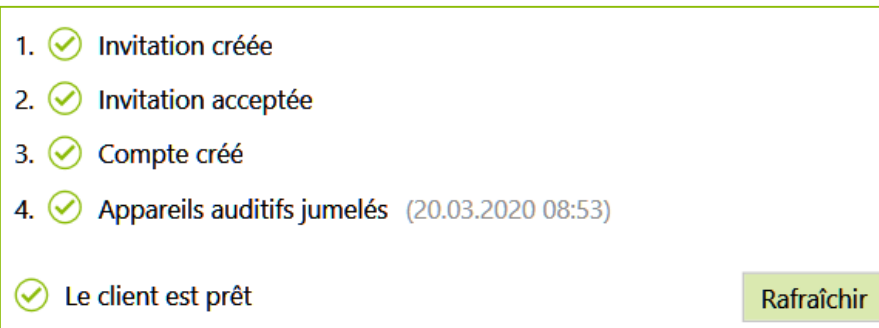 1. Invitation créée
2. Invitation acceptée
3. Compte créé
4. Appareils auditifs jumelés (20.03.2020 08:53)
Le client est prêt
Rafraîchir